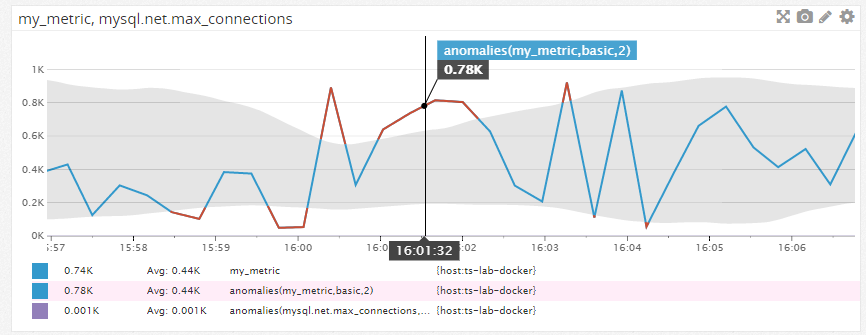 my_metric, mysql.net.max_connections
anomalies(my_metric,basic,2)
0.78K
1K
0.8K
0.6K
0.4K
0.2K
0K
:57 15:58 15:59 16:00 16:0 :02 16:03 16:04 16:05 16:06
16:01:32
0.74K Avg: 0.44K my_metric {host:ts-lab-docker}
0.78K Avg: 0.44K anomalies(my_metric,basic,2) {host:ts-lab-docker}
0.001K Avg: 0.001K anomalies(mysql.net.max_connections,... {host:ts-lab-docker}